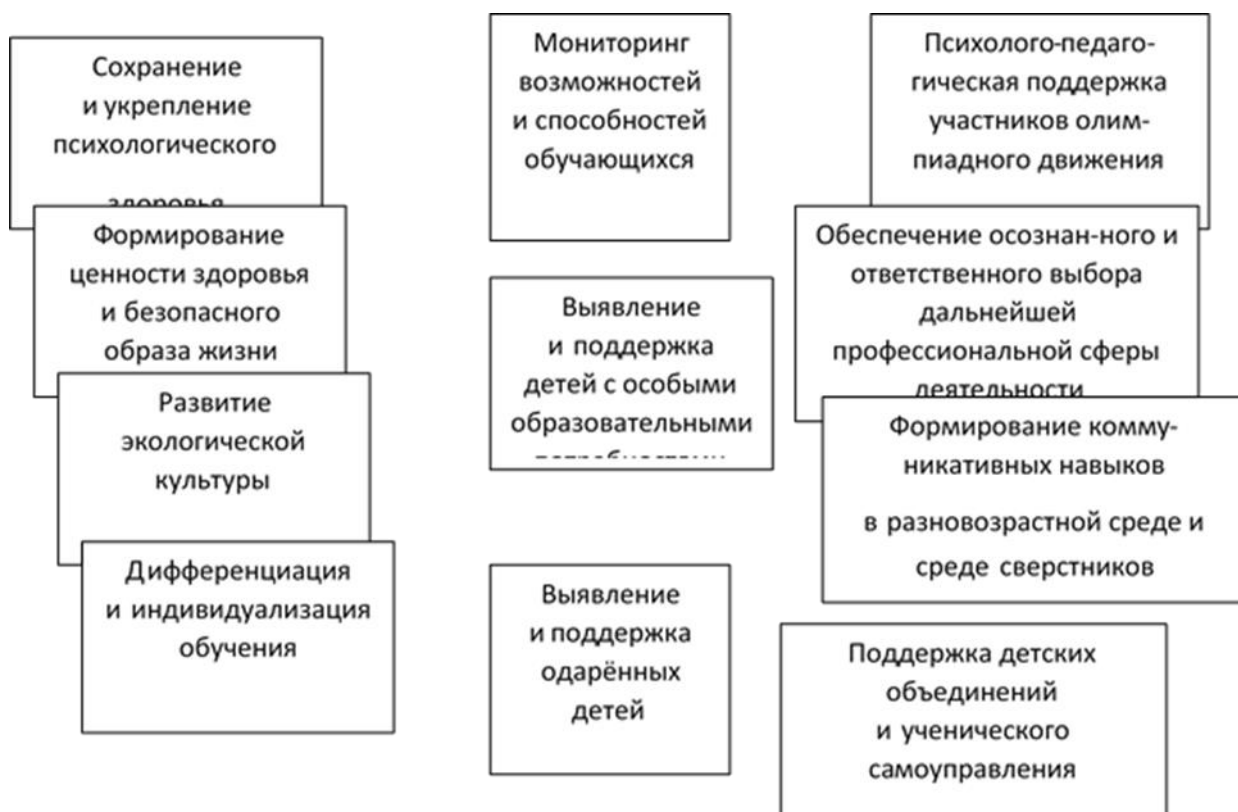 Сохранение
и укрепление
психологического
здоровья
Формирование
ценности здоровья
и безопасного
образа жизни
Развитие
экологической
культуры
Дифференциация
и индивидуализация
обучения
Мониторинг
возможностей
и способностей
обучающихся
Выявление
и поддержка
детей с особыми
образовательными
Выявление
и поддержка
одарённых
детей
Психолого-педаго-
гическая поддержка
участников олим-
пиадного движения
Обеспечение осознан-ного и
ответственного выбора
дальнейшей
профессиональной сферы
деятельности
Формирование комму-
никативных навыков
в разновозрастной среде и
среде сверстников
Поддержка детских
объединений
и ученического
самоуправления